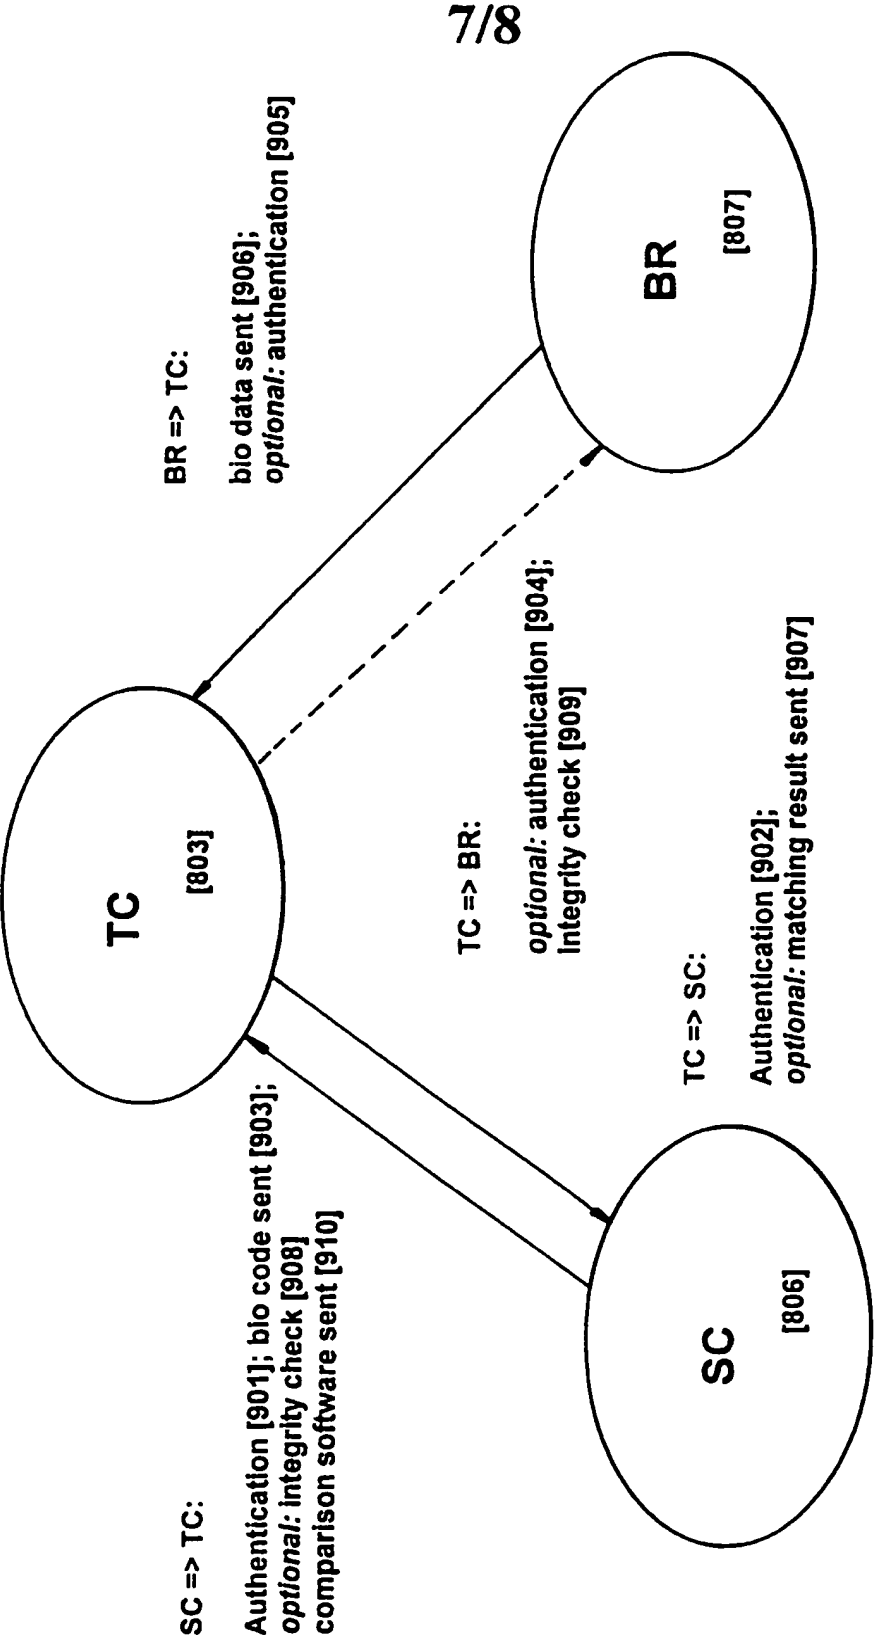 7/8
SC => TC:
Authentication [901]; bio code sent [903];
optional: integrity check [908]
comparison software sent [910]
TC
[803]
BR => TC:
bio data sent [906];
optional: authentication [905]
TC => BR:
optional: authentication [904];
Integrity check [909]
BR
[807]
TC => SC:
Authentication [902];
optional: matching result sent [907]
SC
[806]